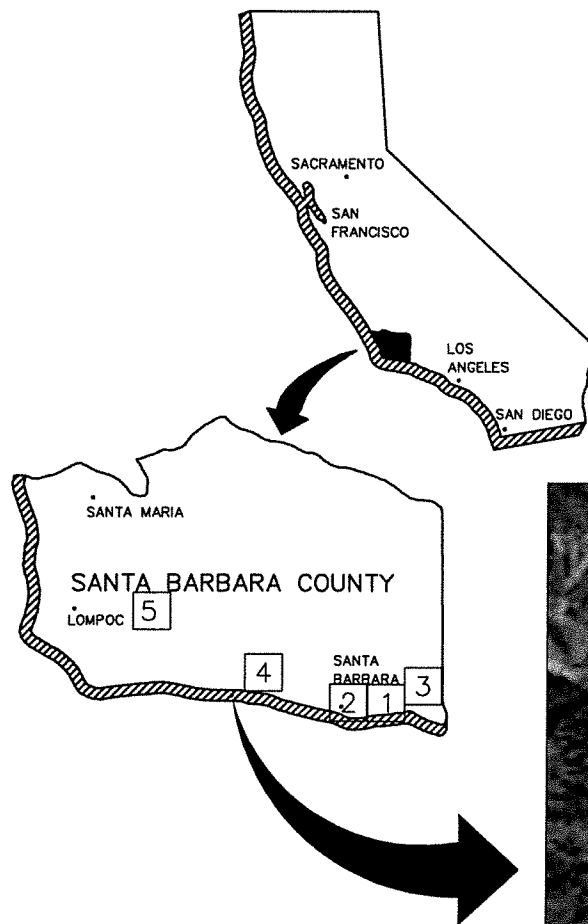 SACRAMENTO
SAN
FRANCISCO
LOS
ANGELES
SAN DIEGO
SANTA MARIA
SANTA BARBARA COUNTY
LOMPOC
5
4
SANTA
BARBARA
2
1
3